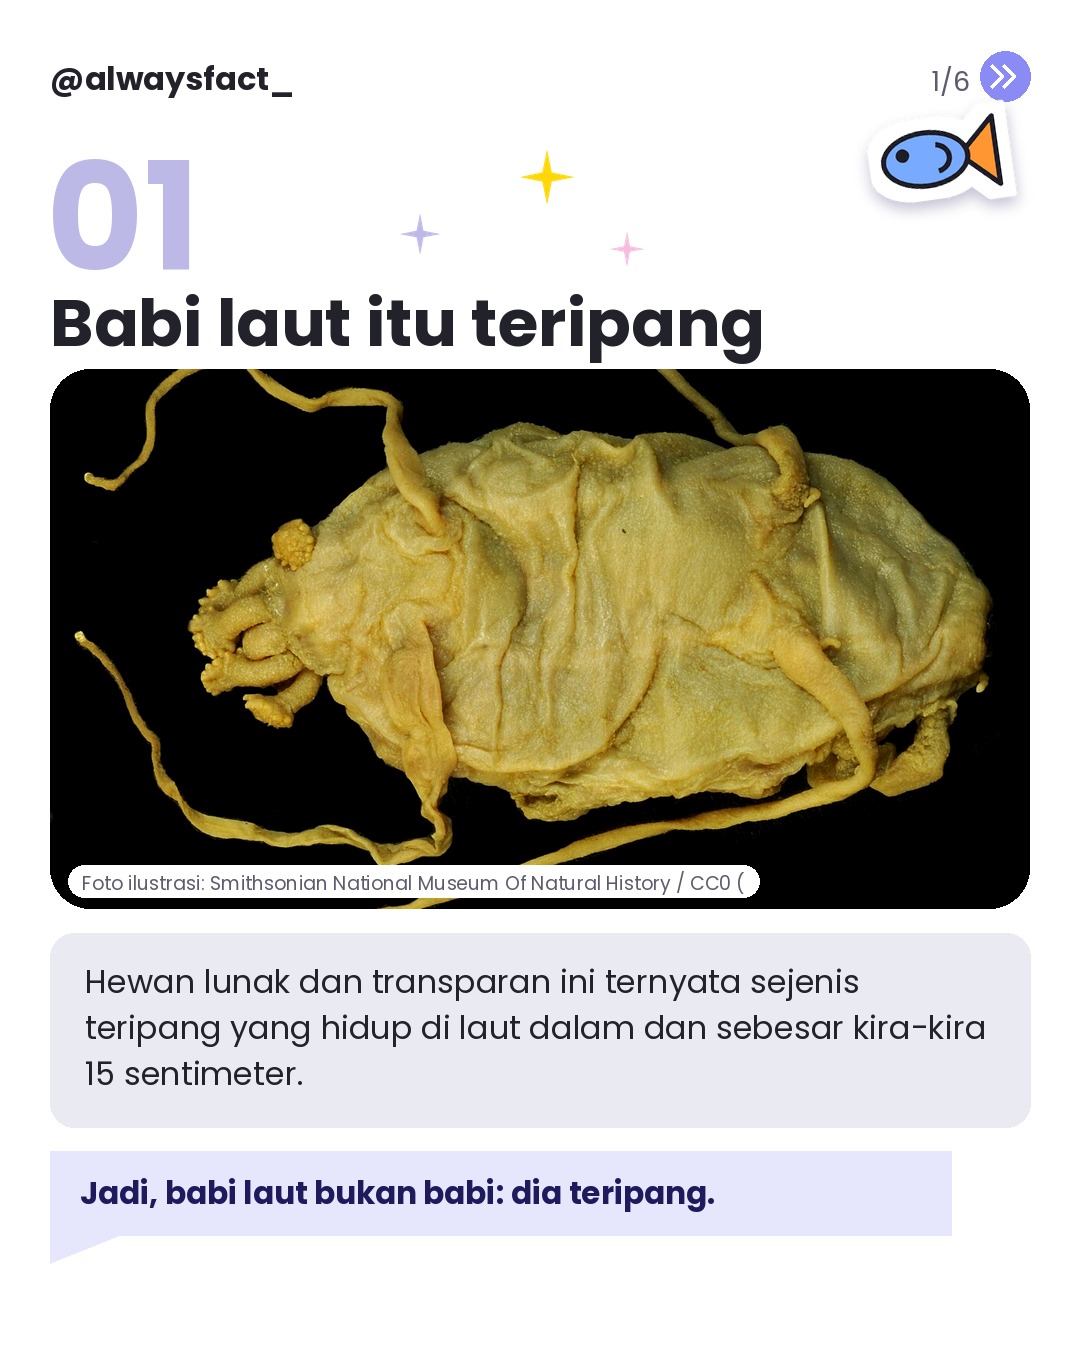 @alwaysfact_
1/6
01
Babi laut itu teripang
Foto ilustrasi: Smithsonian National Museum Of Natural History / CC0 (
Hewan lunak dan transparan ini ternyata sejenis
teripang yang hidup di laut dalam dan sebesar kira-kira
15 sentimeter.
Jadi, babi laut bukan babi: dia teripang.